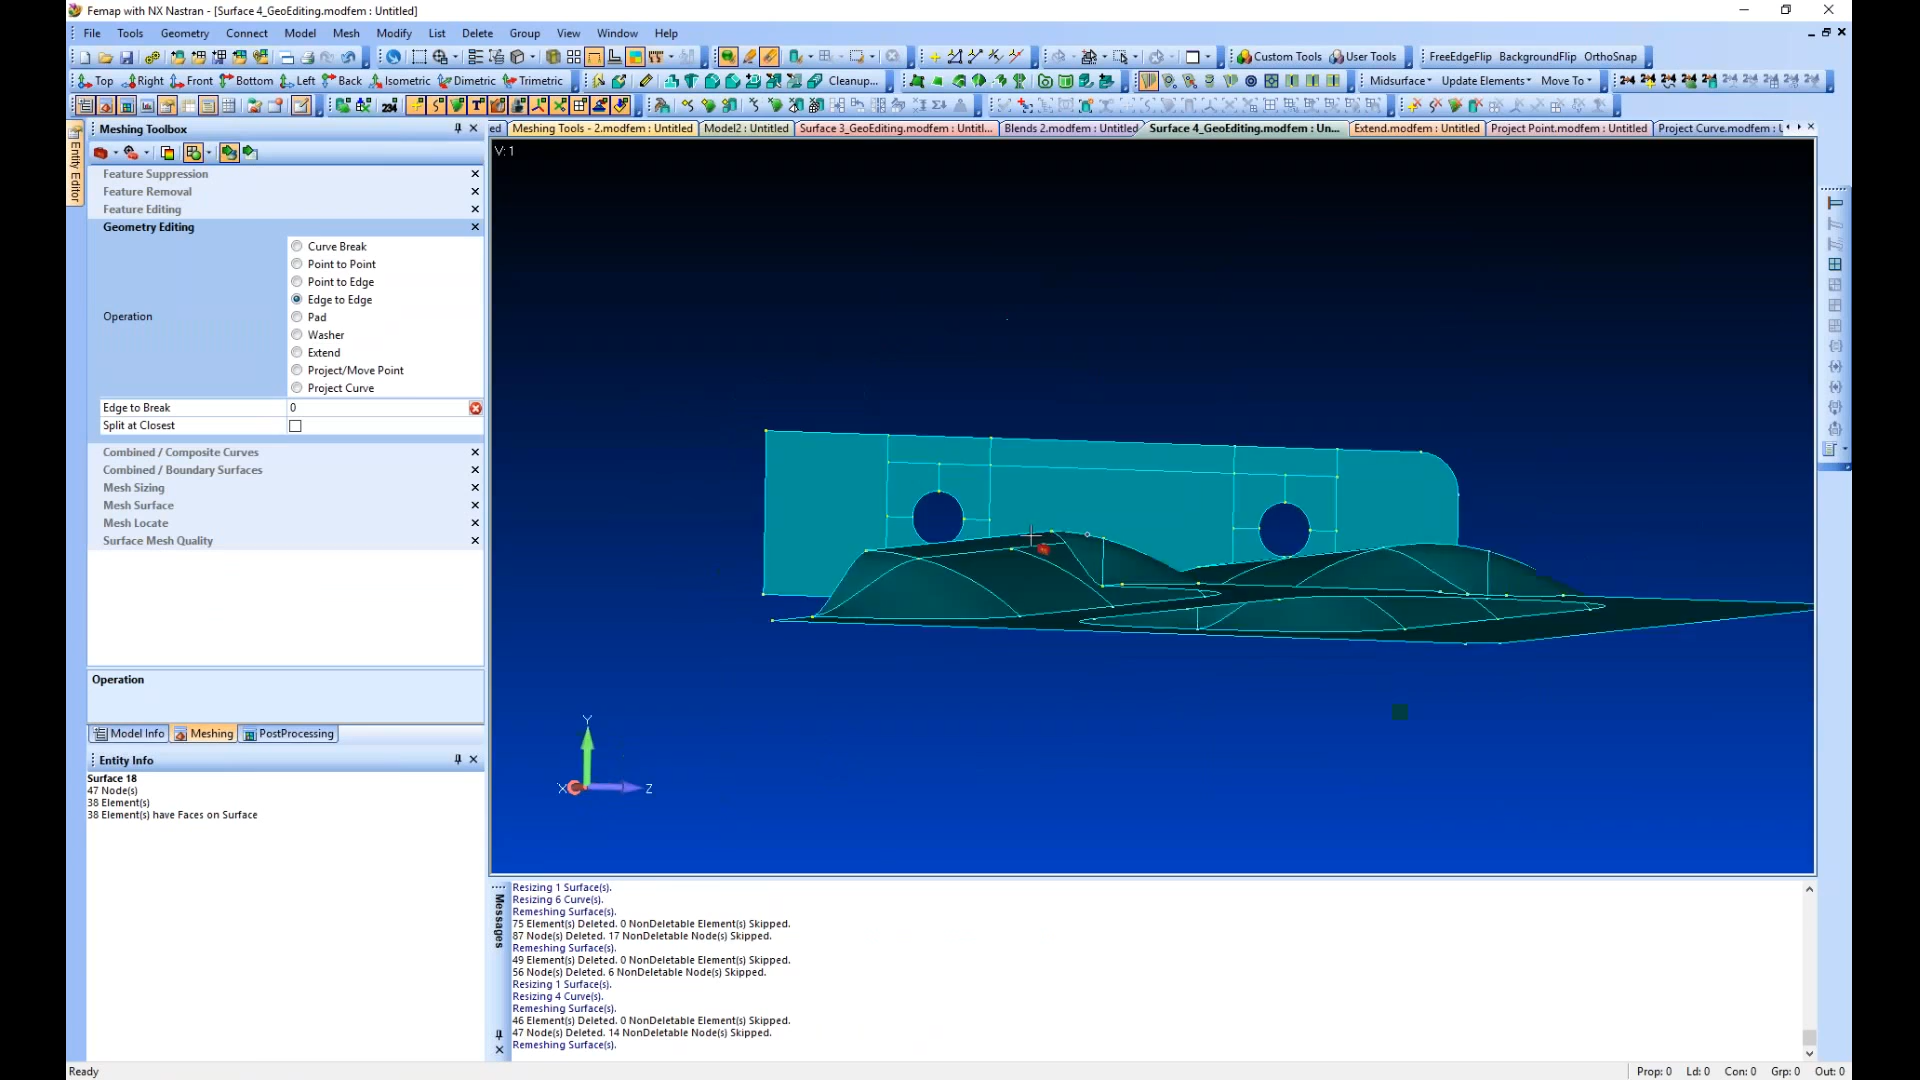 Femap with NX Nastran - [Surface 4_GeoEditing.modfem : Untitled]
File Tools Geometry Connect Model Mesh Modify List Delete Group View Window Help
Custom Tools User Tools FreeEdgeFlip BackgroundFlip OrthoSnap
Top Right Front Bottom Left Back Isometric Dimetric Trimetric Cleanup... Midsurface Update Elements Move To
234
Meshing Toolbox
ed Meshing Tools - 2.modfem : Untitled Model2 : Untitled Surface 3_GeoEditing.modfem : Untitl... Blends 2.modfem : Untitled Surface 4_GeoEditing.modfem : Un... Extend.modfem : Untitled Project Point.modfem : Untitled Project Curve.modfem : U
Entity Editor
V: 1
Feature Suppression
Feature Removal
Feature Editing
Geometry Editing
Curve Break
Point to Point
Point to Edge
Edge to Edge
Operation
Pad
Washer
Extend
Project/Move Point
Project Curve
Edge to Break 0
Split at Closest
Combined / Composite Curves
Combined / Boundary Surfaces
Mesh Sizing
Mesh Surface
Mesh Locate
Surface Mesh Quality
Operation
Model Info Meshing PostProcessing
Y
X Z
Entity Info
Surface 18
47 Node(s)
38 Element(s)
38 Element(s) have Faces on Surface
Messages
Resizing 1 Surface(s).
Resizing 6 Curve(s).
Remeshing Surface(s).
75 Element(s) Deleted. 0 NonDeletable Element(s) Skipped.
87 Node(s) Deleted. 17 NonDeletable Node(s) Skipped.
Remeshing Surface(s).
49 Element(s) Deleted. 0 NonDeletable Element(s) Skipped.
56 Node(s) Deleted. 6 NonDeletable Node(s) Skipped.
Resizing 1 Surface(s).
Resizing 4 Curve(s).
Remeshing Surface(s).
46 Element(s) Deleted. 0 NonDeletable Element(s) Skipped.
47 Node(s) Deleted. 14 NonDeletable Node(s) Skipped.
Remeshing Surface(s).
Ready Prop: 0 Ld: 0 Con: 0 Grp: 0 Out: 0